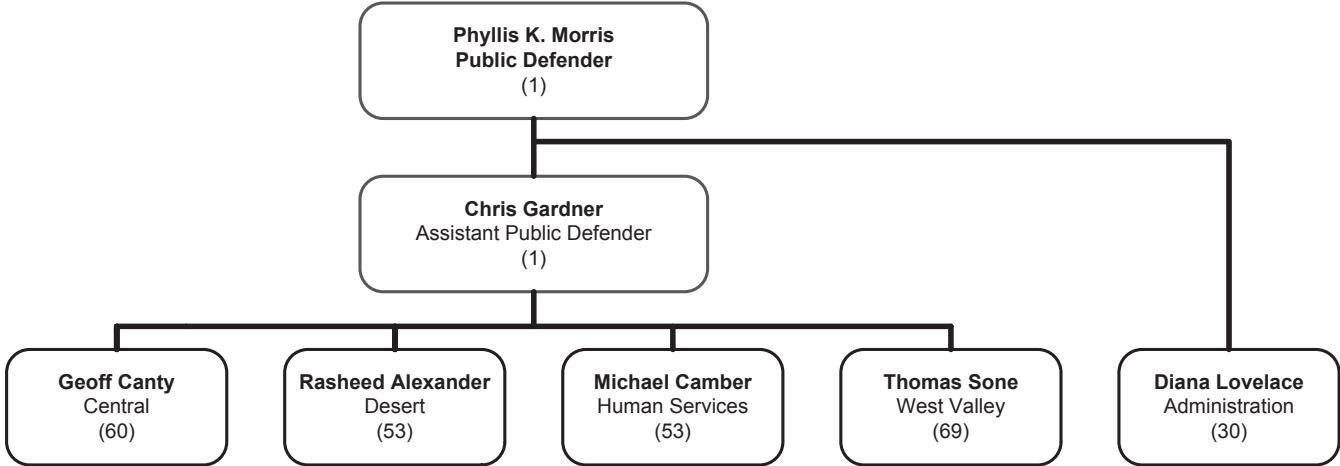 Phyllis K. Morris
Public Defender
(1)
Chris Gardner
Assistant Public Defender
(1)
Geoff Canty
Central
(60)
Rasheed Alexander
Desert
(53)
Michael Camber
Human Services
(53)
Thomas Sone
West Valley
(69)
Diana Lovelace
Administration
(30)